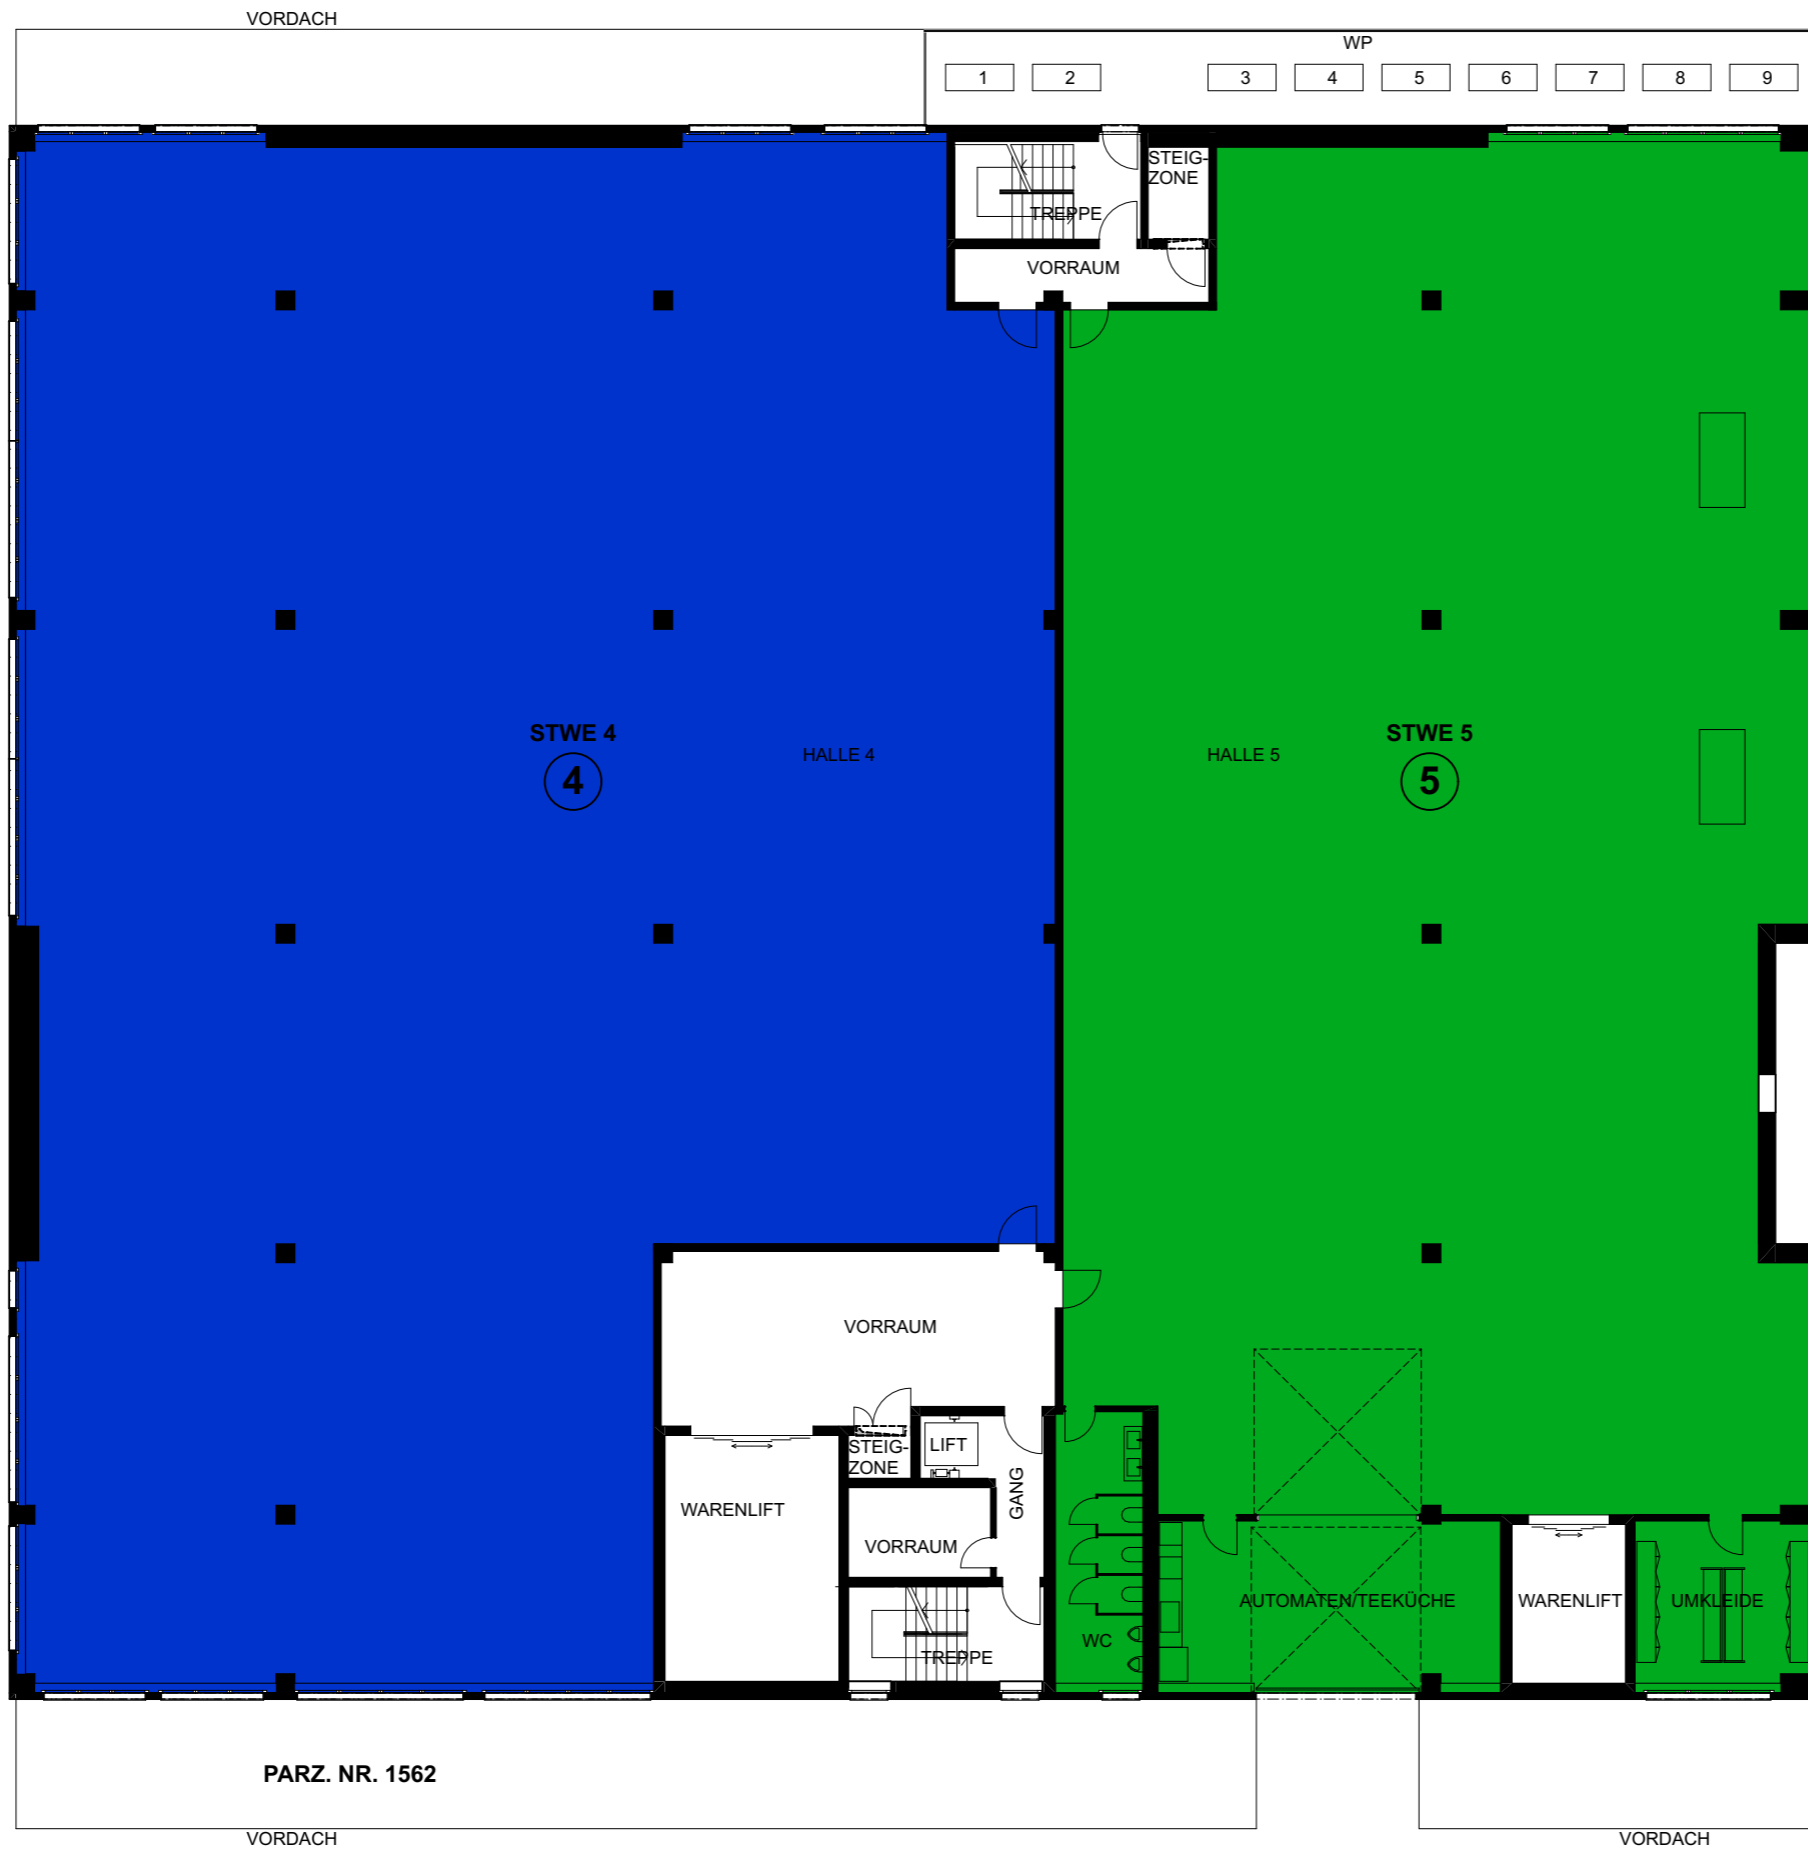 VORDACH
WP
1
2
3
4
5
6
7
8
9
STEIG-
ZONE
TREPPE
VORRAUM
STWE 4
4
HALLE 4
HALLE 5
STWE 5
5
VORRAUM
STEIG-
ZONE
LIFT
GANG
WARENLIFT
VORRAUM
TREPPE
WC
AUTOMATEN/TEEKÜCHE
WARENLIFT
UMKLEIDE
PARZ. NR. 1562
VORDACH
VORDACH